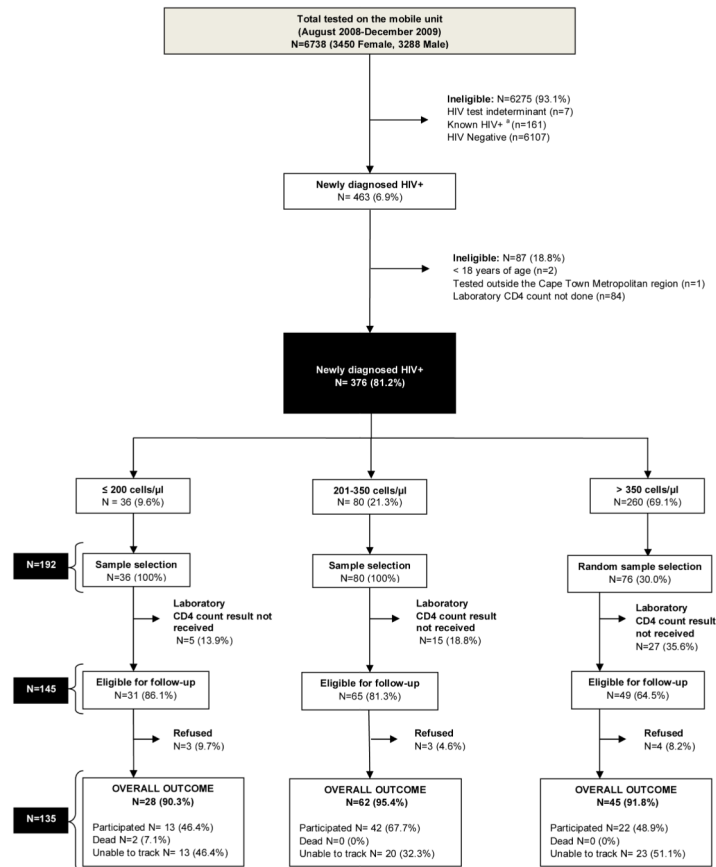 Total tested on the mobile unit
(August 2008-December 2009)
N=6738 (3450 Female, 3288 Male)
Ineligible: N=6275 (93.1%)
HIV test indeterminant (n=7)
Known HIV+ a (n=161)
HIV Negative (n=6107)
Newly diagnosed HIV+
N= 463 (6.9%)
Ineligible: N=87 (18.8%)
< 18 years of age (n=2)
Tested outside the Cape Town Metropolitan region (n=1)
Laboratory CD4 count not done (n=84)
Newly diagnosed HIV+
N= 376 (81.2%)
≤ 200 cells/µl
N = 36 (9.6%)
201-350 cells/µl
N= 80 (21.3%)
> 350 cells/µl
N=260 (69.1%)
N=192
Sample selection
N=36 (100%)
Sample selection
N=80 (100%)
Random sample selection
N=76 (30.0%)
Laboratory
CD4 count result not
received
N=5 (13.9%)
Laboratory
CD4 count result
not received
N=15 (18.8%)
Laboratory
CD4 count result
not received
N=27 (35.6%)
N=145
Eligible for follow-up
N=31 (86.1%)
Eligible for follow-up
N=65 (81.3%)
Eligible for follow-up
N=49 (64.5%)
Refused
N=3 (9.7%)
Refused
N=3 (4.6%)
Refused
N=4 (8.2%)
N=135
OVERALL OUTCOME
N=28 (90.3%)
Participated N= 13 (46.4%)
Dead N=2 (7.1%)
Unable to track N= 13 (46.4%)
OVERALL OUTCOME
N=62 (95.4%)
Participated N= 42 (67.7%)
Dead N=0 (0%)
Unable to track N= 20 (32.3%)
OVERALL OUTCOME
N=45 (91.8%)
Participated N=22 (48.9%)
Dead N=0 (0%)
Unable to track N= 23 (51.1%)